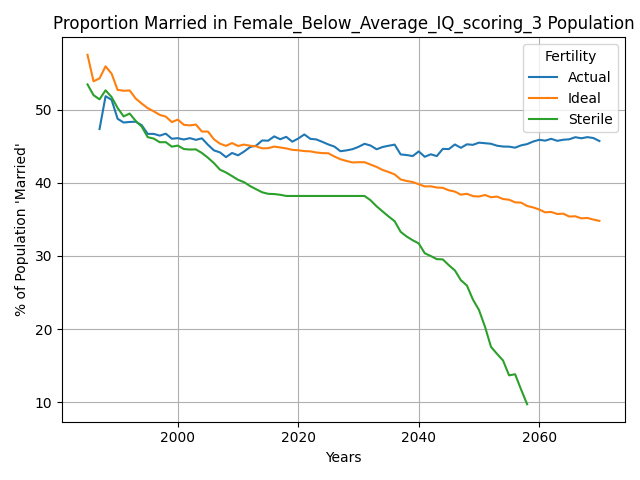 Proportion Married in Female_Below_Average_IQ_scoring_3 Population
Fertility
Actual
Ideal
Sterile
% of Population 'Married'
50
40
30
20
10
2000
2020
2040
2060
Years